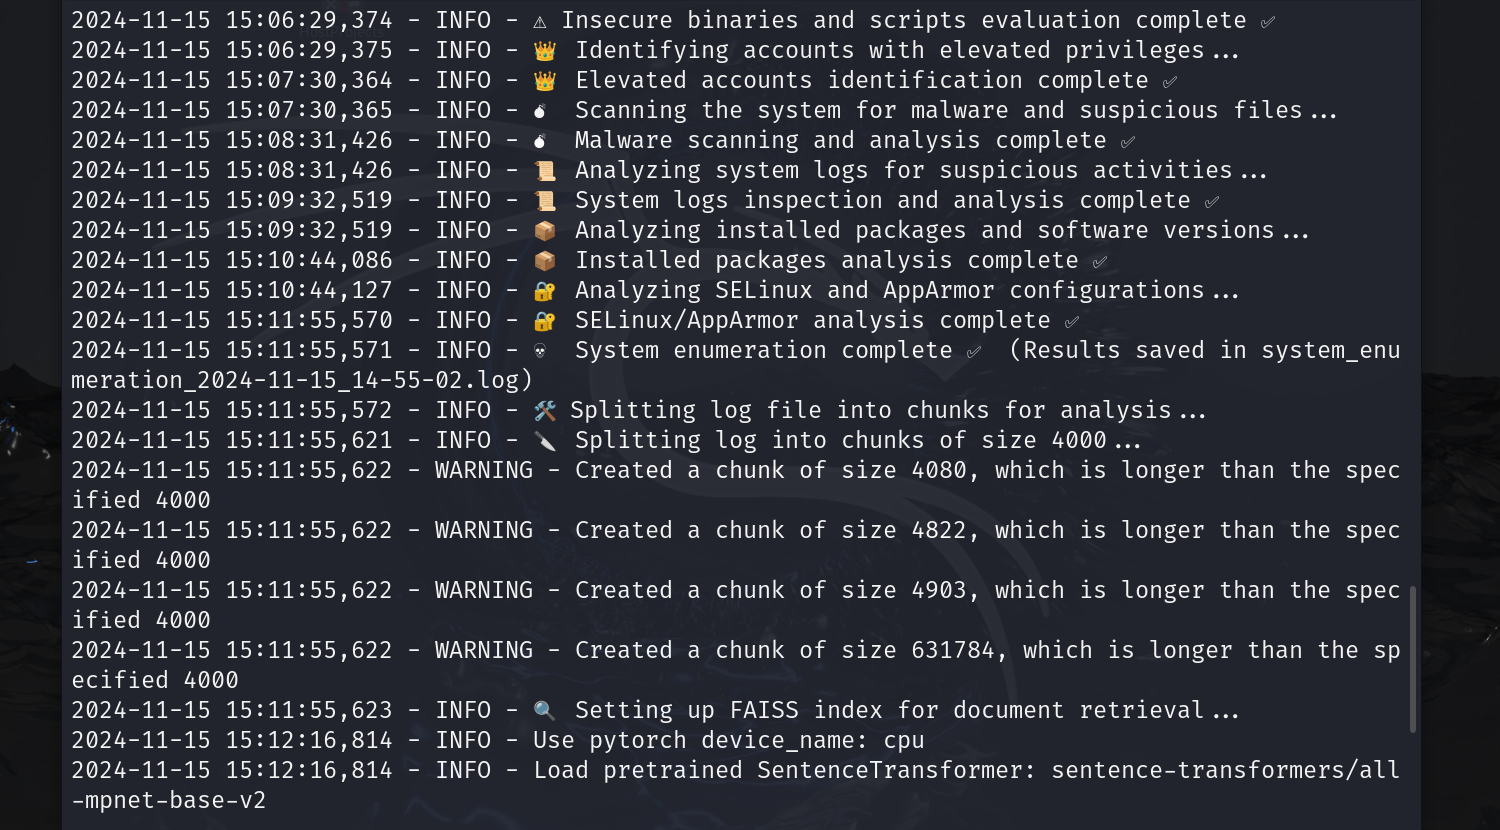 2024-11-15 15:06:29,374 - INFO - ⚠ Insecure binaries and scripts evaluation complete ✅
2024-11-15 15:06:29,375 - INFO - 👑 Identifying accounts with elevated privileges...
2024-11-15 15:07:30,364 - INFO - 👑 Elevated accounts identification complete ✅
2024-11-15 15:07:30,365 - INFO - 💣 Scanning the system for malware and suspicious files...
2024-11-15 15:08:31,426 - INFO - 💣 Malware scanning and analysis complete ✅
2024-11-15 15:08:31,426 - INFO - 📜 Analyzing system logs for suspicious activities...
2024-11-15 15:09:32,519 - INFO - 📜 System logs inspection and analysis complete ✅
2024-11-15 15:09:32,519 - INFO - 📦 Analyzing installed packages and software versions...
2024-11-15 15:10:44,086 - INFO - 📦 Installed packages analysis complete ✅
2024-11-15 15:10:44,127 - INFO - 🔐 Analyzing SELinux and AppArmor configurations...
2024-11-15 15:11:55,570 - INFO - 🔐 SELinux/AppArmor analysis complete ✅
2024-11-15 15:11:55,571 - INFO - 💀 System enumeration complete ✅ (Results saved in system_enu
meration_2024-11-15_14-55-02.log)
2024-11-15 15:11:55,572 - INFO - 🛠 Splitting log file into chunks for analysis...
2024-11-15 15:11:55,621 - INFO - 🔪 Splitting log into chunks of size 4000...
2024-11-15 15:11:55,622 - WARNING - Created a chunk of size 4080, which is longer than the spec
ified 4000
2024-11-15 15:11:55,622 - WARNING - Created a chunk of size 4822, which is longer than the spec
ified 4000
2024-11-15 15:11:55,622 - WARNING - Created a chunk of size 4903, which is longer than the spec
ified 4000
2024-11-15 15:11:55,622 - WARNING - Created a chunk of size 631784, which is longer than the sp
ecified 4000
2024-11-15 15:11:55,623 - INFO - 🔍 Setting up FAISS index for document retrieval...
2024-11-15 15:12:16,814 - INFO - Use pytorch device_name: cpu
2024-11-15 15:12:16,814 - INFO - Load pretrained SentenceTransformer: sentence-transformers/all
-mpnet-base-v2